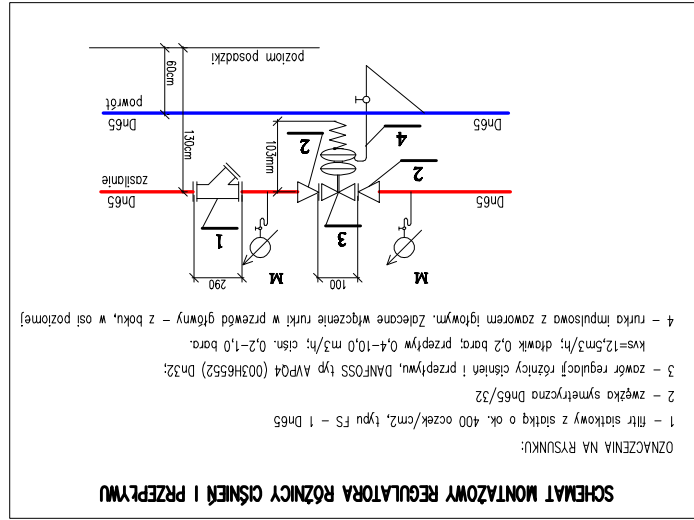 SCHEMAT MONTAŻOWY REGULATORA RÓŻNICY CIŚNIEŃ I PRZEPŁYWU
OZNACZENIA NA RYSUNKU:
1 - filtr siatkowy z siatką o ok. 400 oczek/cm2, typu FS - 1 Dn65
2 - zwężka symetryczna Dn65/32
3 - zawór regulacji różnicy ciśnień i przepływu, DANFOSS typ AVPQ4 (003H6552) Dn32;
kvs=12,5m3/h; dławik 0,2 bara; przepływ 0,4-10,0 m3/h; ciśn. 0,2-1,0 bara.
4 - rurka impulsowa z zaworem igłowym. Zalecane włączenie rurki w przewód główny - z boku, w osi poziomej
290
100
M
M
1
3
Dn65
zasilanie
2
2
Dn65
130cm
103mm
4
Dn65
powrót
Dn65
60cm
poziom posadzki